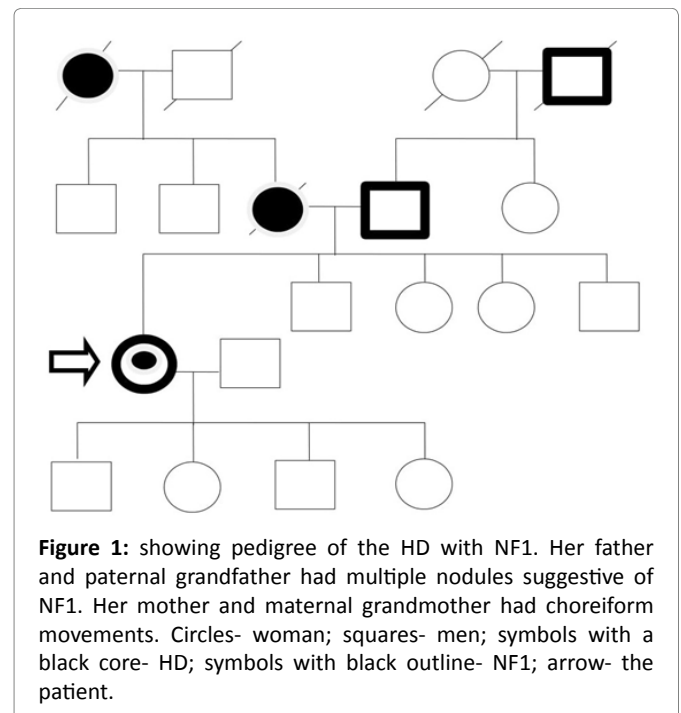 Figure 1: showing pedigree of the HD with NF1. Her father
and paternal grandfather had multiple nodules suggestive of
NF1. Her mother and maternal grandmother had choreiform
movements. Circles- woman; squares- men; symbols with a
black core- HD; symbols with black outline- NF1; arrow- the
patient.